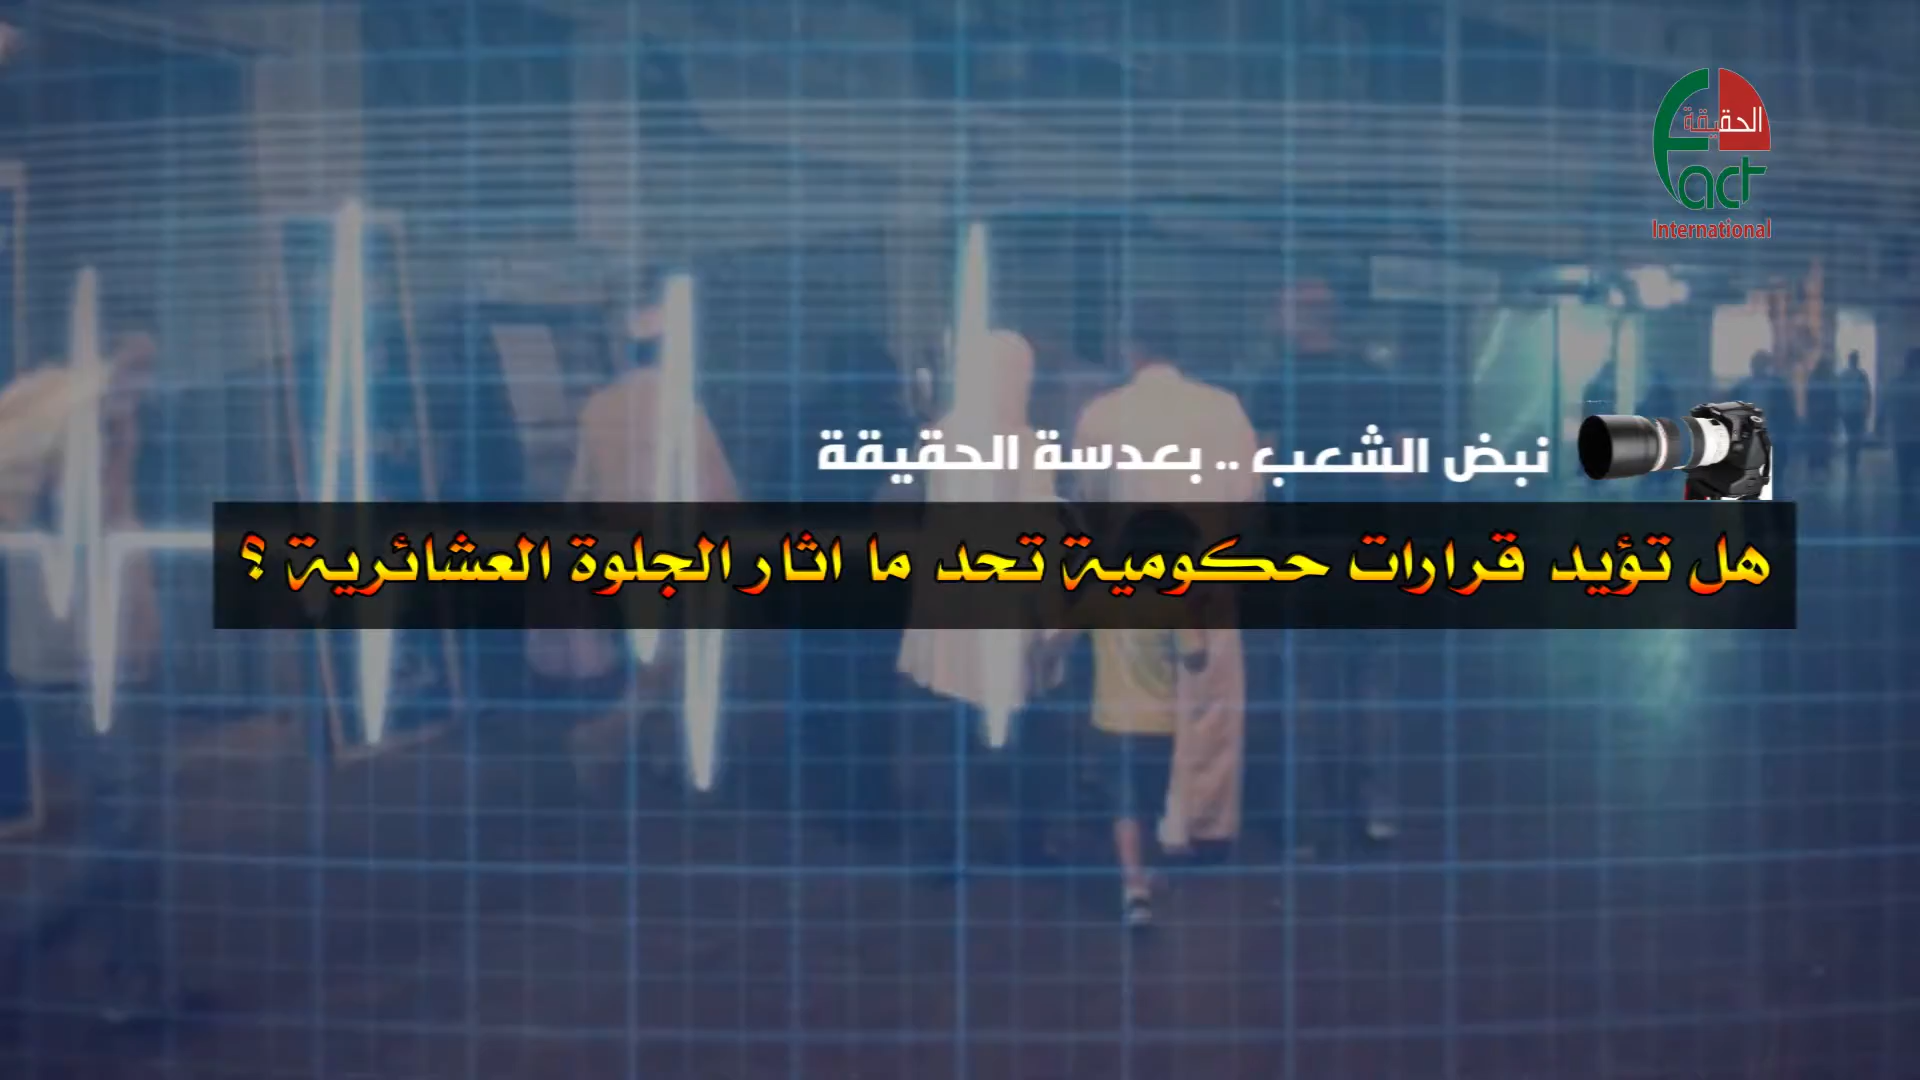 الحقيقة
Fact
International
نبض الشعب .. بعدسة الحقيقة
هل تؤيد قرارات حكومية تحد ما اثار الجلوة العشائرية ؟